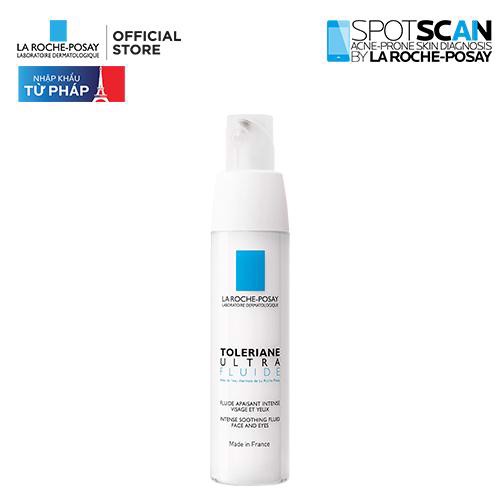 LA ROCHE-POSAY
LABORATOIRE DERMATOLOGIQUE
OFFICIAL
STORE
NHẬP KHẨU
TỪ PHÁP
SPOTSCAN
ACNE-PRONE SKIN DIAGNOSIS
BY LA ROCHE-POSAY
LA ROCHE-POSAY
LABORATOIRE DERMATOLOGIQUE
TOLERIANE
ULTRA
FLUIDE
FLUIDE APAISANT INTENSE
VISAGE ET YEUX
INTENSE SOOTHING FLUID
FACE AND EYES
Made in France